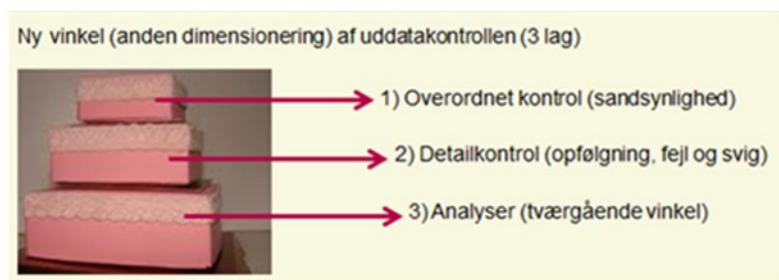 Ny vinkel (anden dimensionering) af uddatakontrollen (3 lag)
1) Overordnet kontrol (sandsynlighed)
2) Detailkontrol (opfølgning, fejl og svig)
3) Analyser (tværgående vinkel)